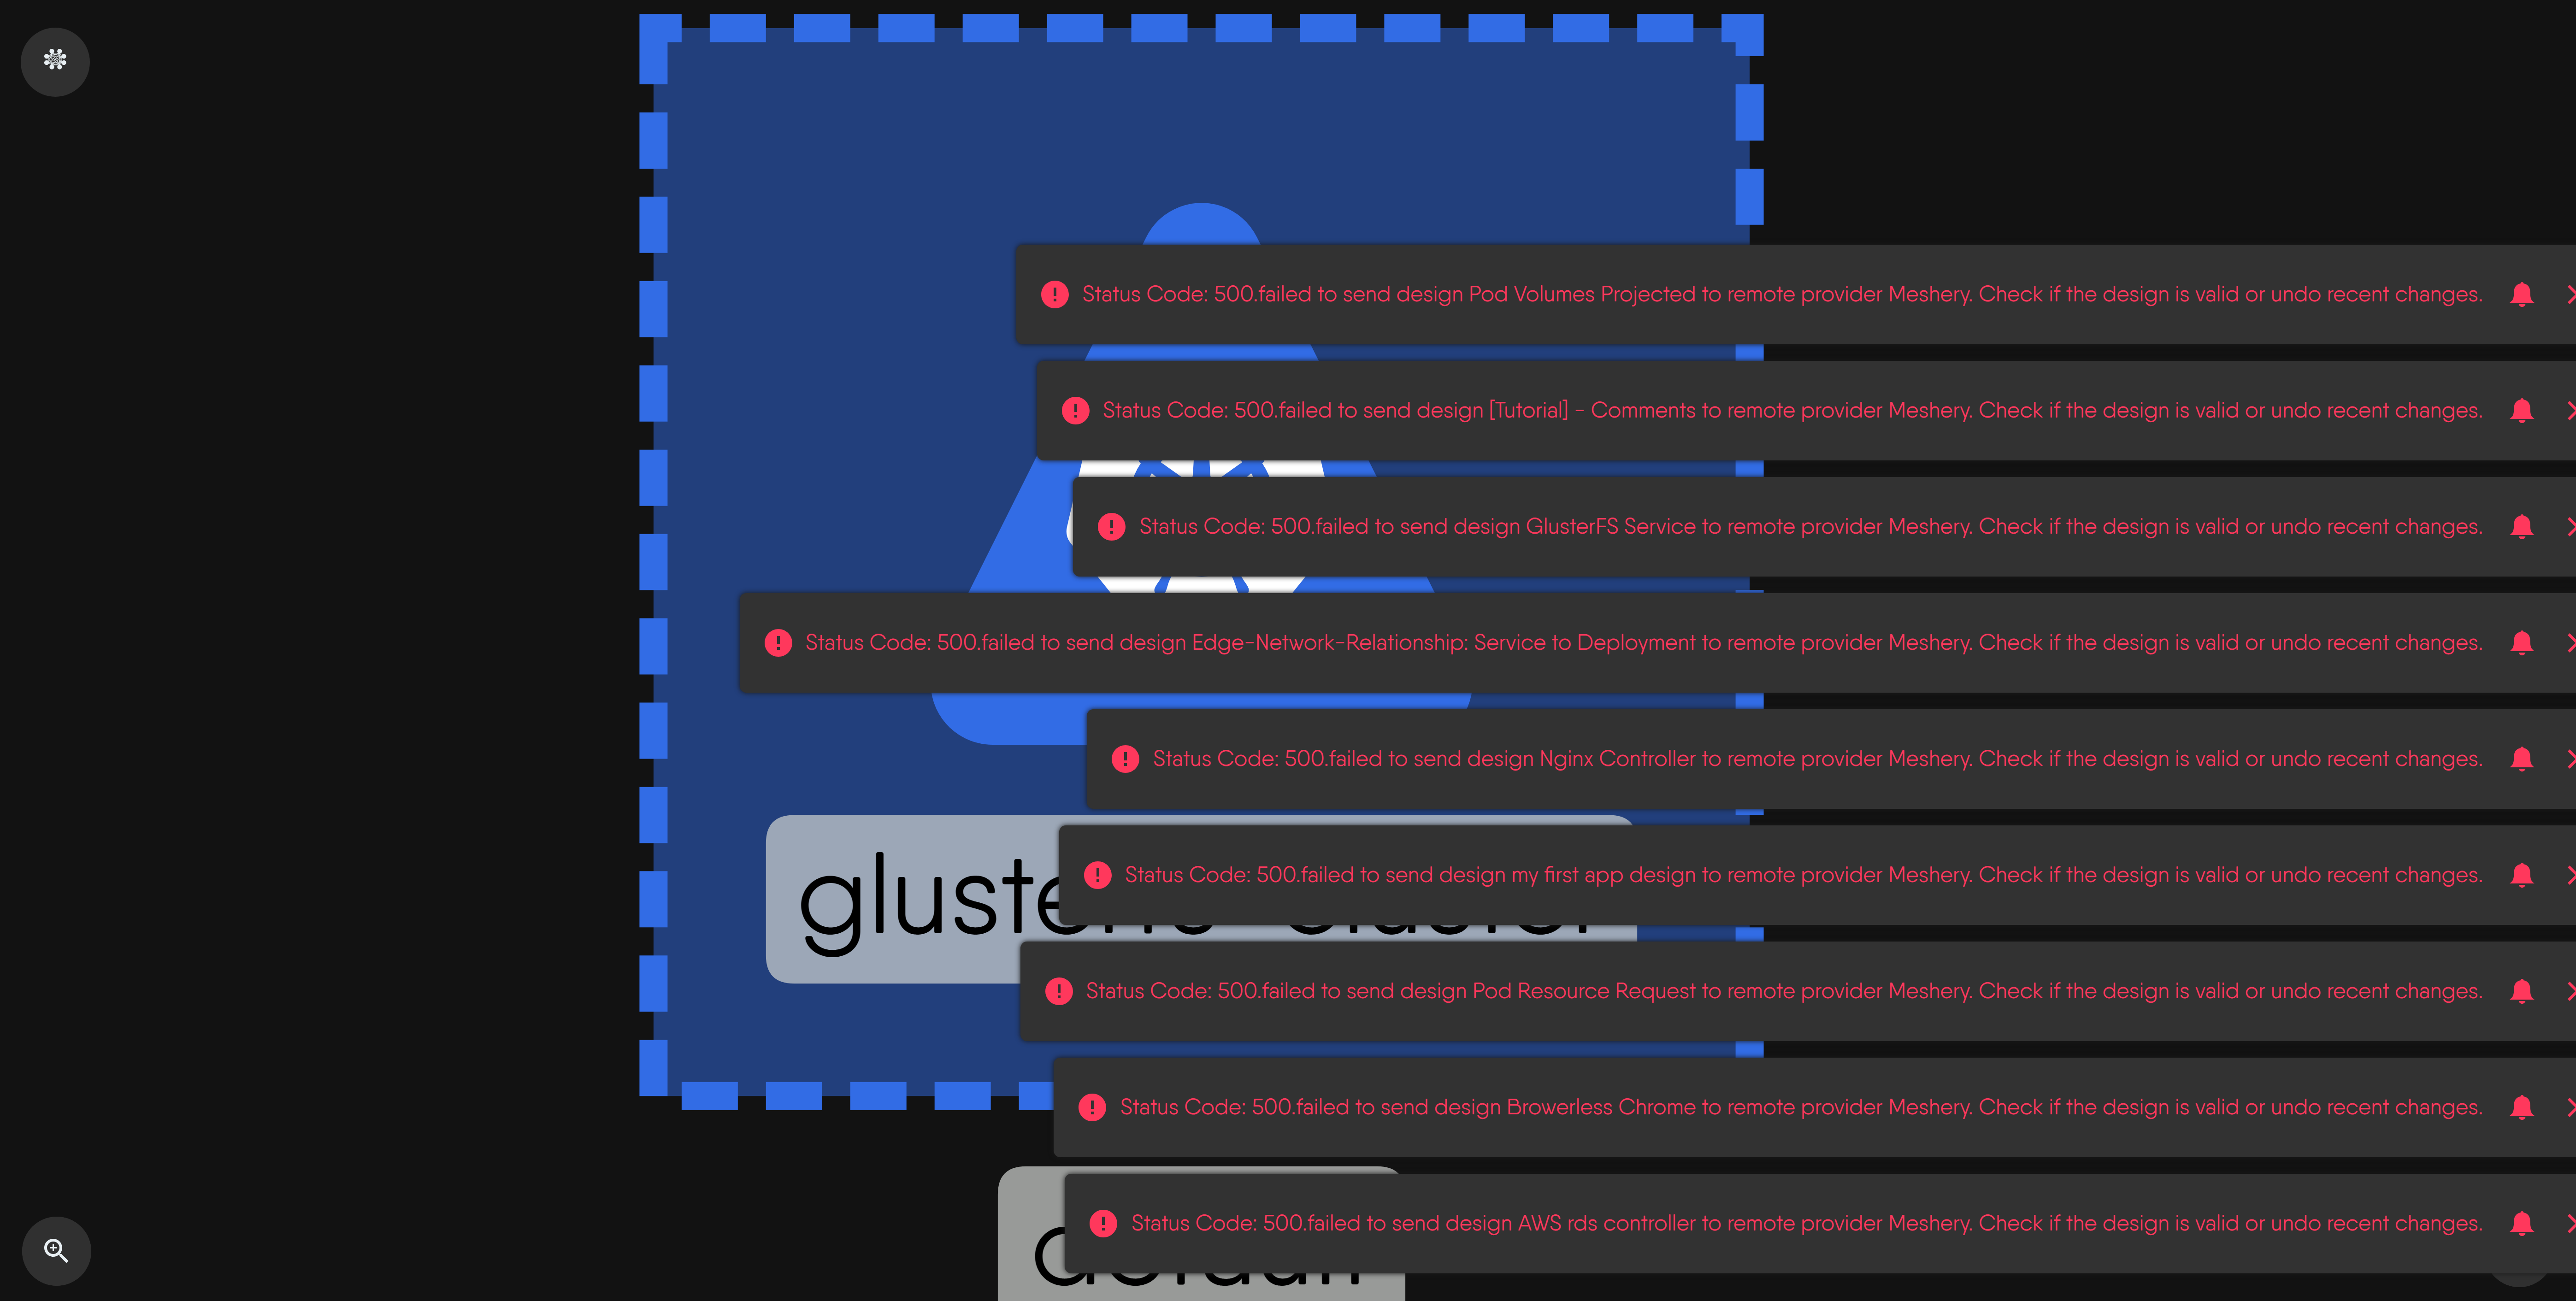 Status Code: 500.failed to send design Pod Volumes Projected to remote provider Meshery. Check if the design is valid or undo recent changes.
Status Code: 500.failed to send design [Tutorial] - Comments to remote provider Meshery. Check if the design is valid or undo recent changes.
Status Code: 500.failed to send design GlusterFS Service to remote provider Meshery. Check if the design is valid or undo recent changes.
Status Code: 500.failed to send design Edge-Network-Relationship: Service to Deployment to remote provider Meshery. Check if the design is valid or undo recent changes.
Status Code: 500.failed to send design Nginx Controller to remote provider Meshery. Check if the design is valid or undo recent changes.
Status Code: 500.failed to send design my first app design to remote provider Meshery. Check if the design is valid or undo recent changes.
Status Code: 500.failed to send design Pod Resource Request to remote provider Meshery. Check if the design is valid or undo recent changes.
Status Code: 500.failed to send design Browerless Chrome to remote provider Meshery. Check if the design is valid or undo recent changes.
Status Code: 500.failed to send design AWS rds controller to remote provider Meshery. Check if the design is valid or undo recent changes.